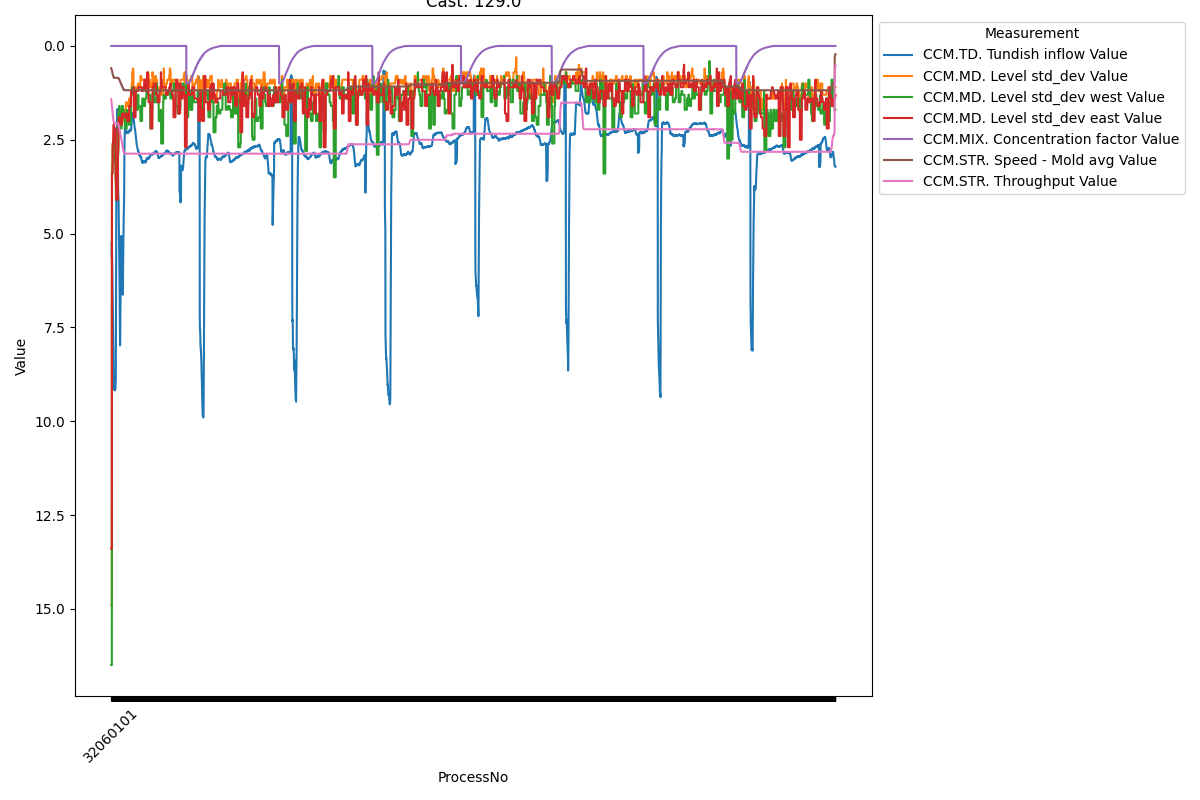 Cast: 129.0
0.0
2.5
5.0
7.5
10.0
12.5
15.0
Value
32060101
ProcessNo
Measurement
CCM.TD. Tundish inflow Value
CCM.MD. Level std_dev Value
CCM.MD. Level std_dev west Value
CCM.MD. Level std_dev east Value
CCM.MIX. Concentration factor Value
CCM.STR. Speed - Mold avg Value
CCM.STR. Throughput Value